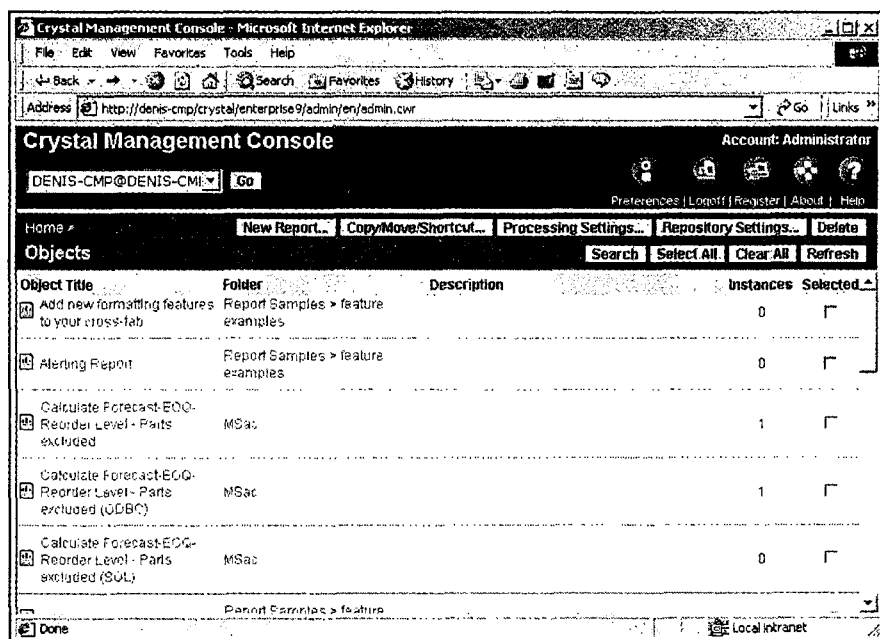 Crystal Management Console - Microsoft Internet Explorer
File Edit View Favorites Tools Help
Back Search Favorites History
Address http://denis-cmp/crystal/enterprise9/admin/en/admin.cwr Go Links »
Crystal Management Console Account: Administrator
DENIS-CMP@DENIS-CM Go
Preferences | Logoff | Register | About | Help
Home New Report... Copy/Move/Shortcut... Processing Settings... Repository Settings... Delete
Objects Search Select All Clear All Refresh
Object Title Folder Description Instances Selected
Add new formatting features Report Samples > feature
to your cross-tab examples 0
Alerting Report Report Samples > feature
examples 0
Calculate Forecast-EOQ-
Reorder Level - Parts MSac 1
excluded
Calculate Forecast-EOQ-
Reorder Level - Parts MSac 1
excluded (ODBC)
Calculate Forecast-EOQ-
Reorder Level - Parts MSac 0
excluded (SQL)
Report Samples > feature
Done Local intranet